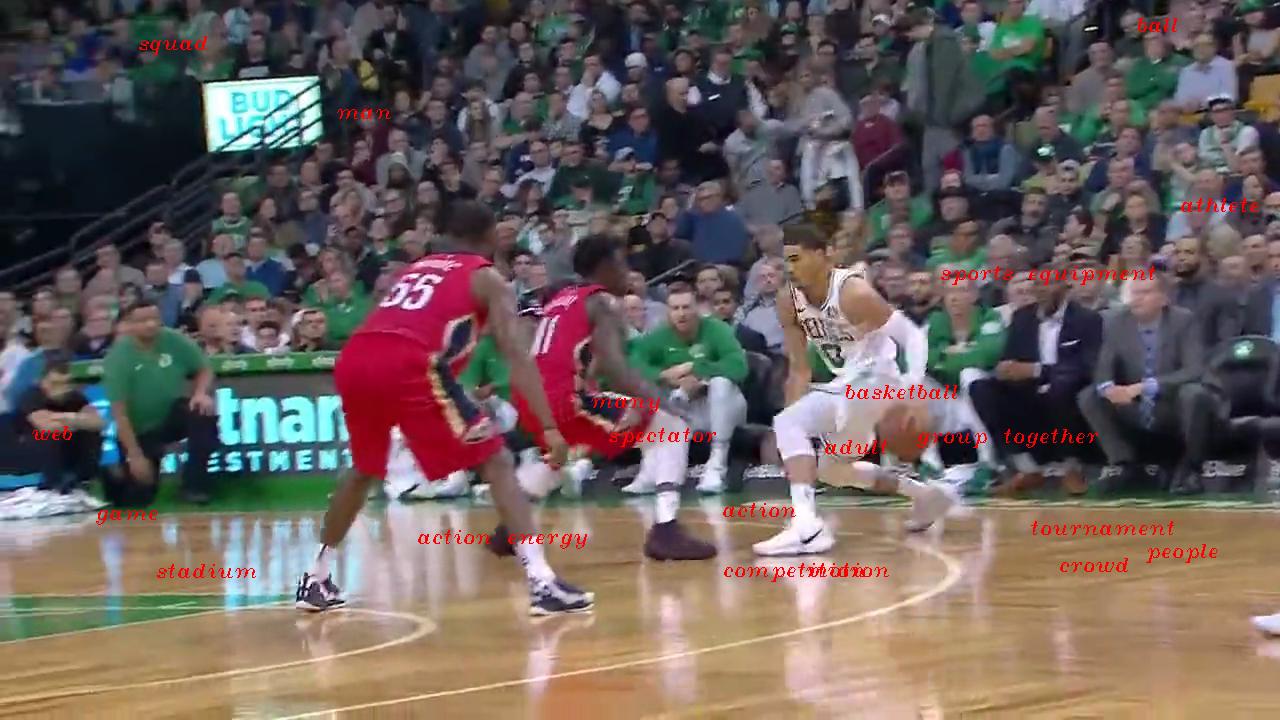 squad
ball
BUD
LIGHT
man
athlete
sports equipment
55
11
basketball
many
tnam
web
spectator
adult
group together
ESTMENT
game
action
action energy
tournament
people
stadium
competition
crowd